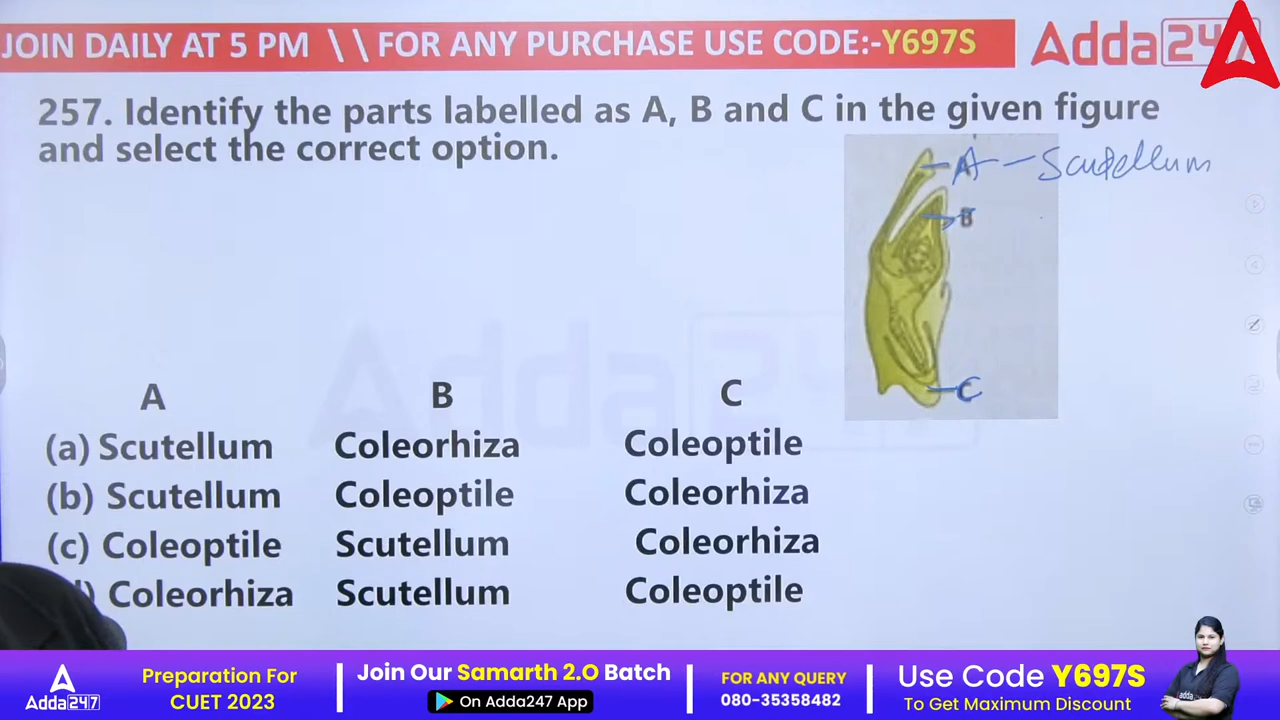 JOIN DAILY AT 5 PM \\ FOR ANY PURCHASE USE CODE:-Y697S
Adda247
257. Identify the parts labelled as A, B and C in the given figure
and select the correct option.
A - Scutellum
B
C
A B C
(a) Scutellum Coleorhiza Coleoptile
(b) Scutellum Coleoptile Coleorhiza
(c) Coleoptile Scutellum Coleorhiza
) Coleorhiza Scutellum Coleoptile
Adda247
Preparation For
CUET 2023
Join Our Samarth 2.O Batch
On Adda247 App
FOR ANY QUERY
080-35358482
Use Code Y697S
To Get Maximum Discount
adda247